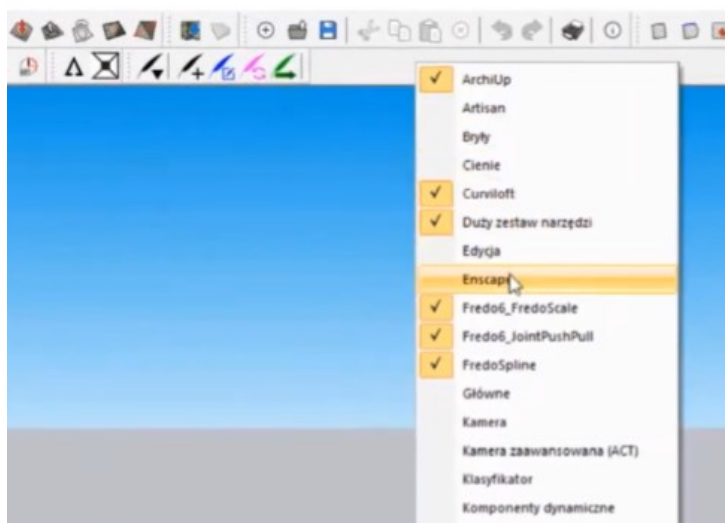 ArchiUp
Artisan
Bryły
Cienie
Curviloft
Duży zestaw narzędzi
Edycja
Enscape
Fredo6_FredoScale
Fredo6_JointPushPull
FredoSpline
Główne
Kamera
Kamera zaawansowana (ACT)
Klasyfikator
Komponenty dynamiczne